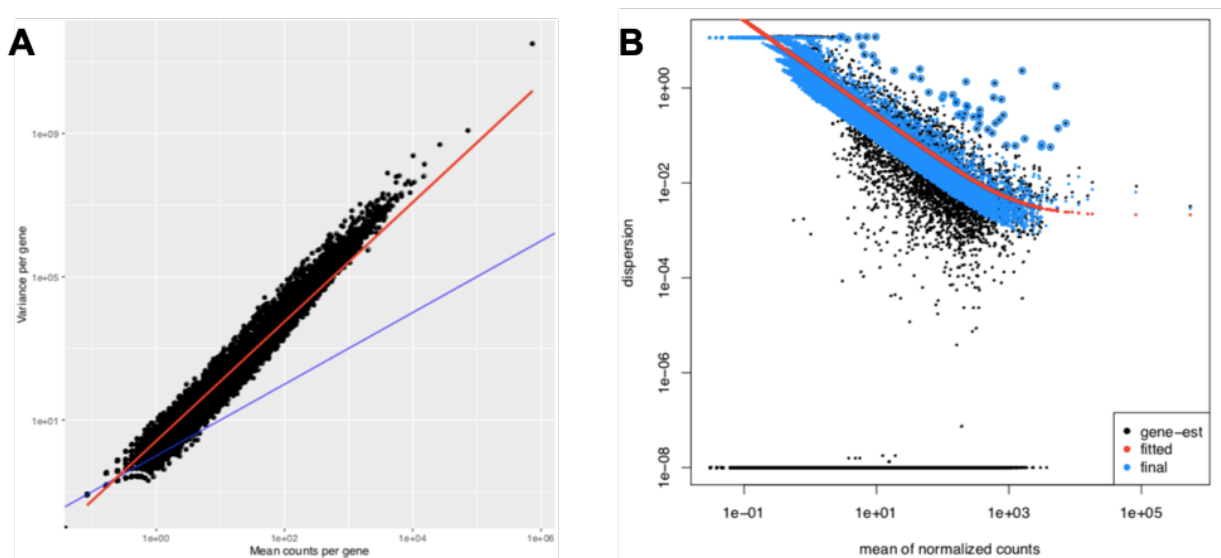 A
Variance per gene
1e+09
1e+05
1e+01
1e+00
1e+02
1e+04
1e+06
Mean counts per gene
B
dispersion
1e+00
1e-02
1e-04
1e-06
1e-08
gene-est
fitted
final
1e-01
1e+01
1e+03
1e+05
mean of normalized counts